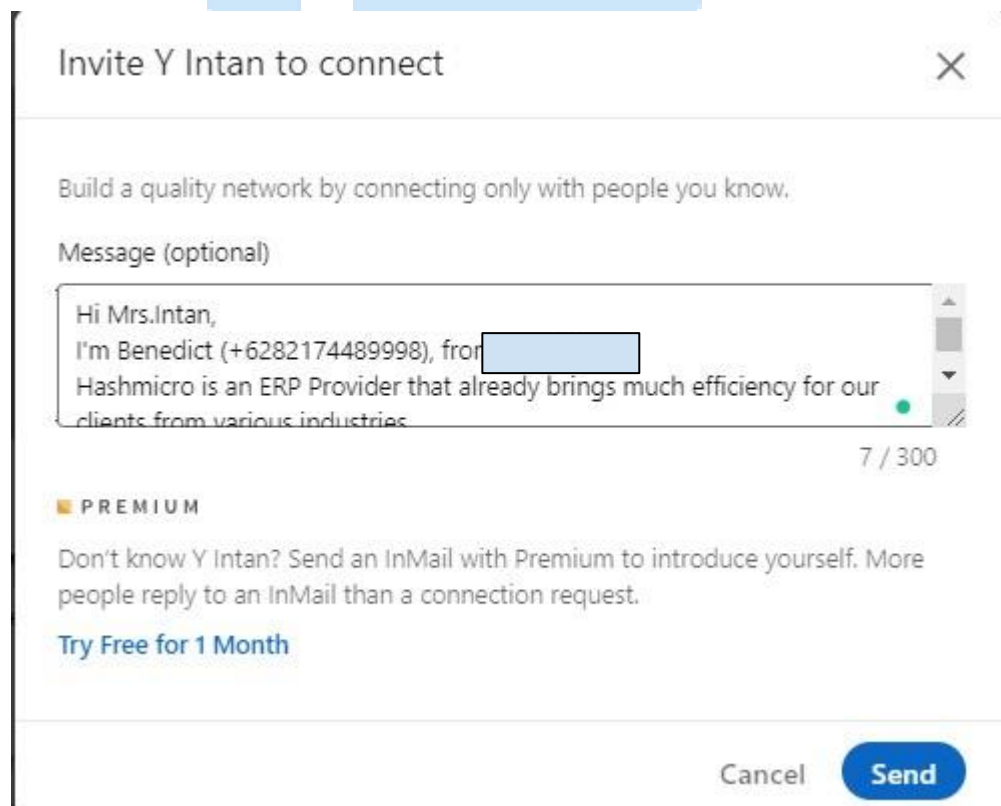 Invite Y Intan to connect
Build a quality network by connecting only with people you know.
Message (optional)
Hi Mrs.Intan,
I'm Benedict (+6282174489998),
Hashmicro is an ERP Provider that already brings much efficiency for our
clients from various industries
7 / 300
PREMIUM
Don't know Y Intan? Send an InMail with Premium to introduce yourself. More
people reply to an InMail than a connection request.
Try Free for 1 Month
Cancel
Send